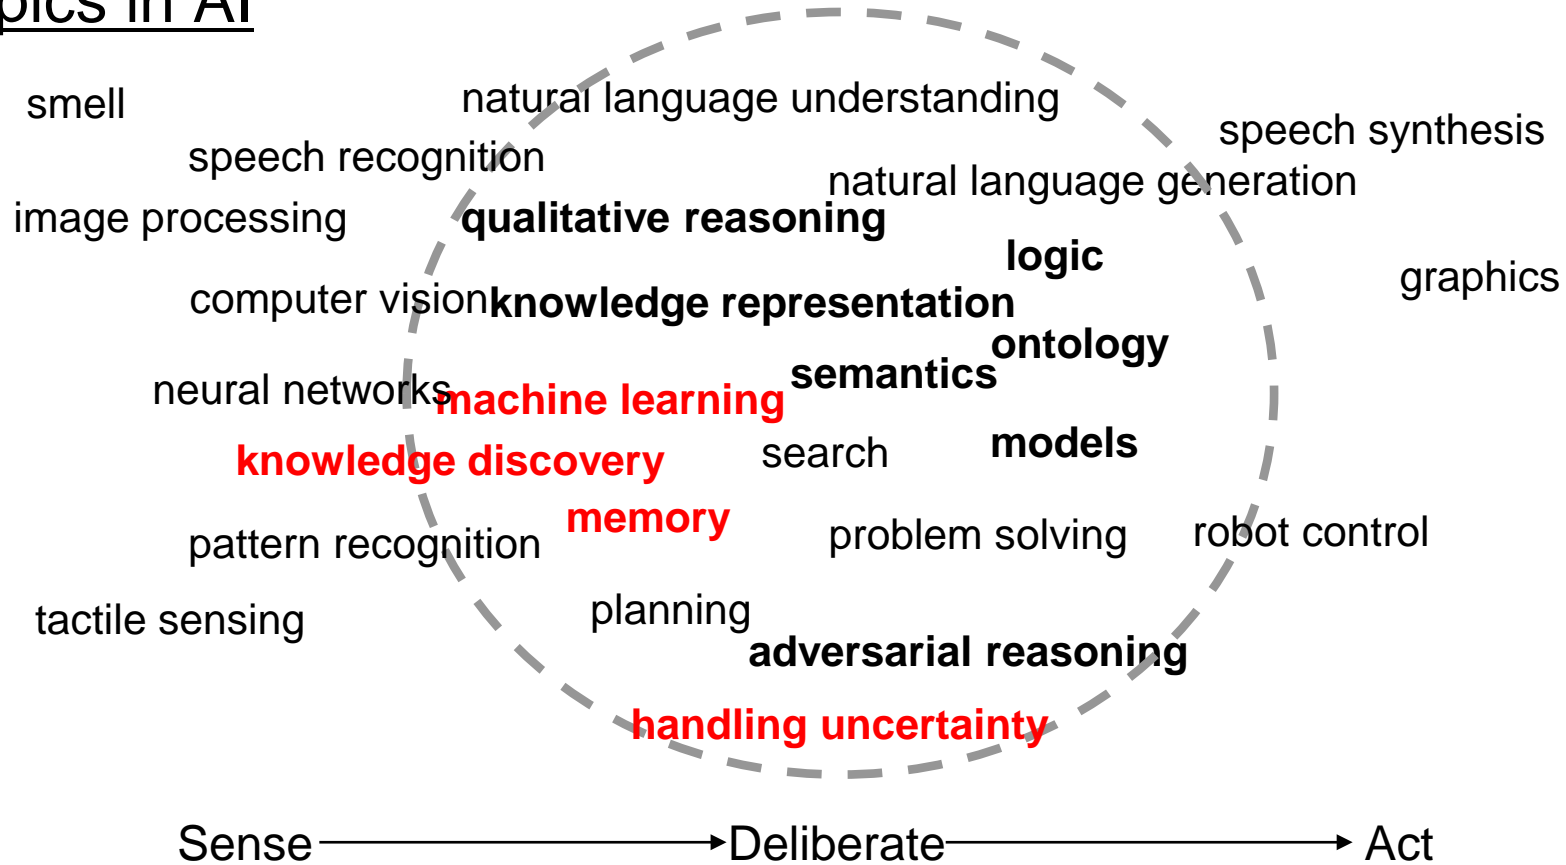 pics in AI
smell
natural language understanding
speech synthesis
speech recognition
natural language generation
image processing
qualitative reasoning
logic
graphics
computer vision
knowledge representation
ontology
semantics
neural networks
machine learning
models
search
knowledge discovery
memory
problem solving
robot control
pattern recognition
planning
tactile sensing
adversarial reasoning
handling uncertainty
Sense
Deliberate
Act